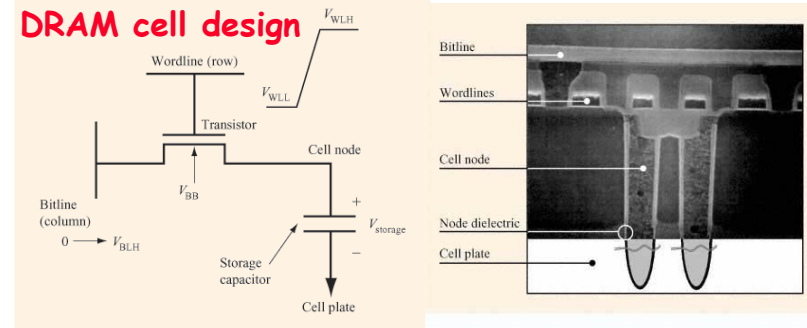 DRAM cell design
V_WLH
V_WLL
Wordline (row)
Transistor
Cell node
V_BB
Bitline
(column)
0 → V_BLH
+
V_storage
−
Storage
capacitor
Cell plate
Bitline
Wordlines
Cell node
Node dielectric
Cell plate